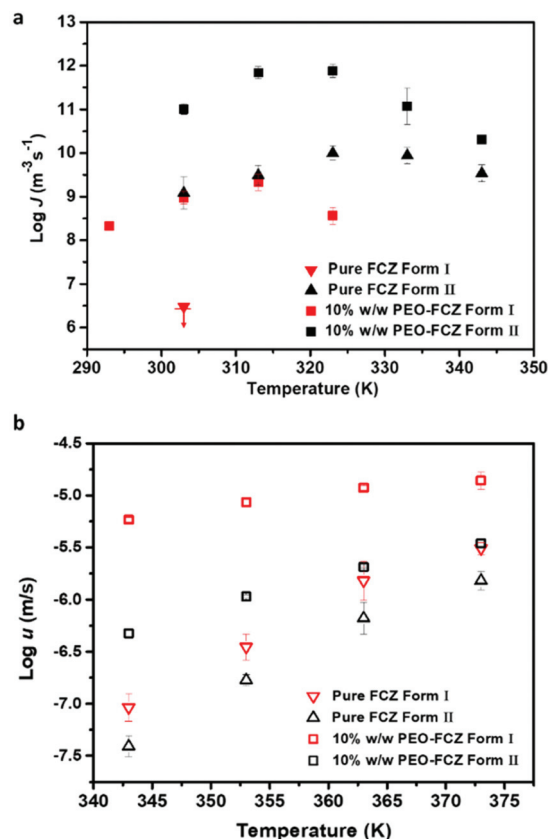 a
12
11
10
9
8
7
6
Log J (m⁻³ s⁻¹)
Pure FCZ Form I
Pure FCZ Form II
10% w/w PEO-FCZ Form I
10% w/w PEO-FCZ Form II
290 300 310 320 330 340 350
Temperature (K)
b
-4.5
-5.0
-5.5
-6.0
-6.5
-7.0
-7.5
Log u (m/s)
Pure FCZ Form I
Pure FCZ Form II
10% w/w PEO-FCZ Form I
10% w/w PEO-FCZ Form II
340 345 350 355 360 365 370 375
Temperature (K)